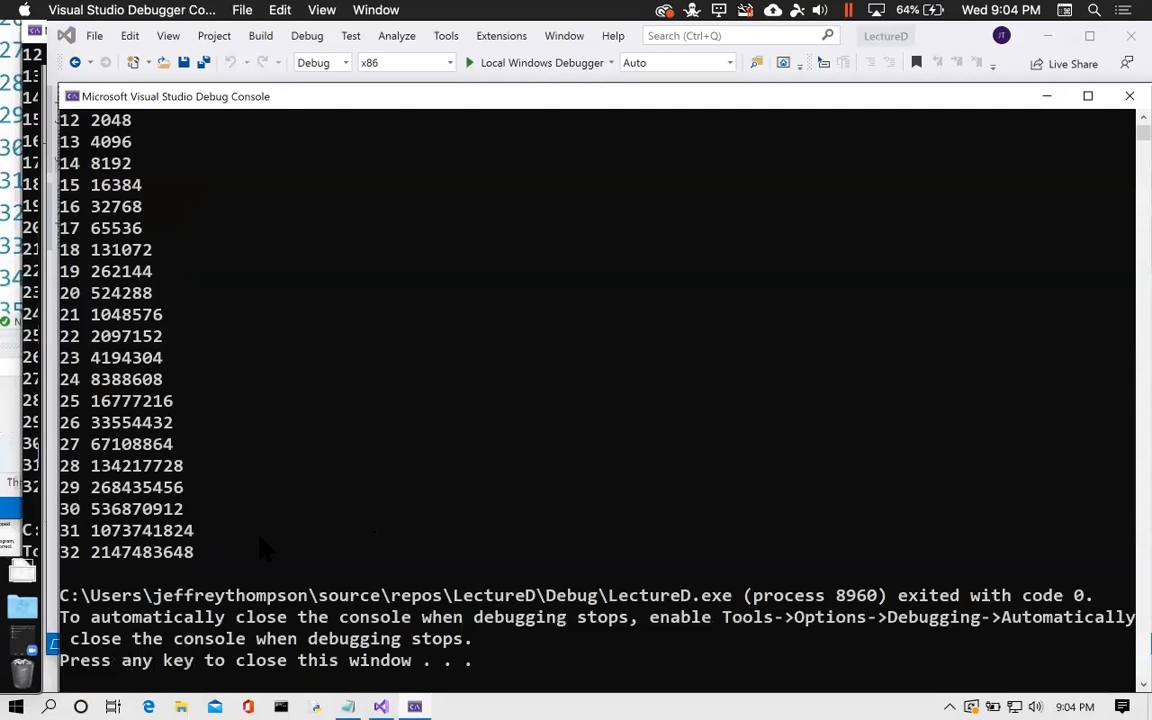 Visual Studio Debugger Co... File Edit View Window 64% Wed 9:04 PM
File Edit View Project Build Debug Test Analyze Tools Extensions Window Help Search (Ctrl+Q) LectureD JT
Debug x86 Local Windows Debugger Auto Live Share
Microsoft Visual Studio Debug Console
12 2048
13 4096
14 8192
15 16384
16 32768
17 65536
18 131072
19 262144
20 524288
21 1048576
22 2097152
23 4194304
24 8388608
25 16777216
26 33554432
27 67108864
28 134217728
29 268435456
30 536870912
31 1073741824
32 2147483648
C:\Users\jeffreythompson\source\repos\LectureD\Debug\LectureD.exe (process 8960) exited with code 0.
To automatically close the console when debugging stops, enable Tools->Options->Debugging->Automatically
close the console when debugging stops.
Press any key to close this window . . .
9:04 PM